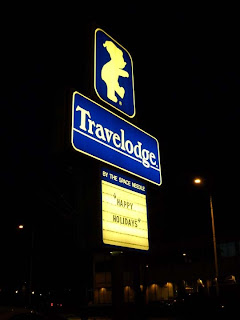 Travelodge.
BY THE SPACE NEEDLE
"HAPPY
HOLIDAYS"